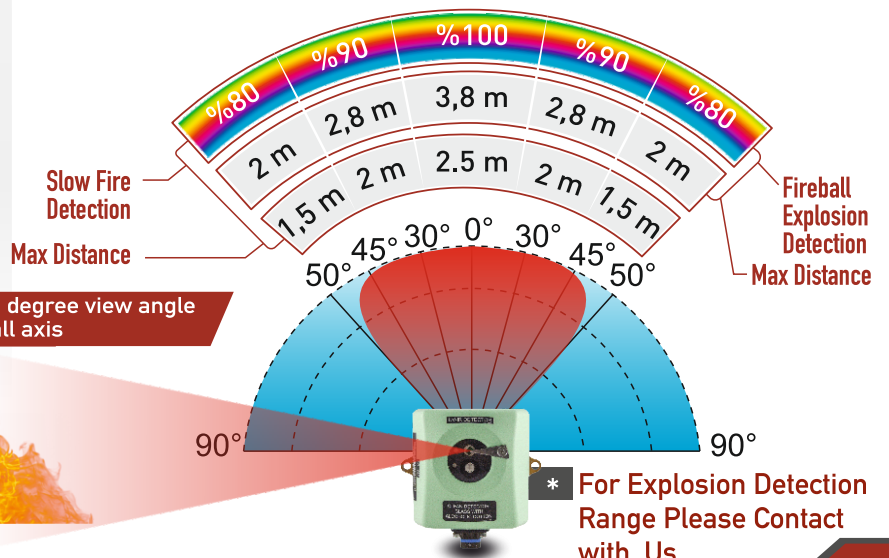 %80 %90 %100 %90 %80
2 m 2,8 m 3,8 m 2,8 m 2 m
1,5 m 2 m 2.5 m 2 m 1,5 m
Slow Fire
Detection
Max Distance
Fireball
Explosion
Detection
Max Distance
50° 45° 30° 0° 30° 45° 50°
degree view angle
all axis
90° 90°
* For Explosion Detection
Range Please Contact
with Us